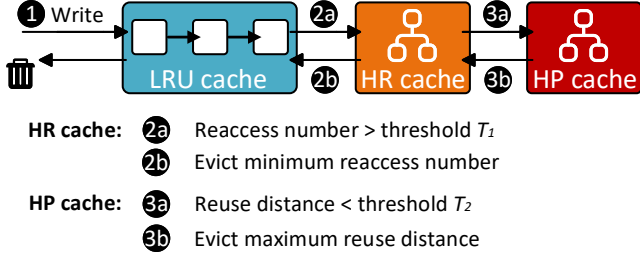 1 Write
2a
3a
LRU cache
2b
HR cache
3b
HP cache
HR cache: 2a Reaccess number > threshold T₁
2b Evict minimum reaccess number
HP cache: 3a Reuse distance < threshold T₂
3b Evict maximum reuse distance